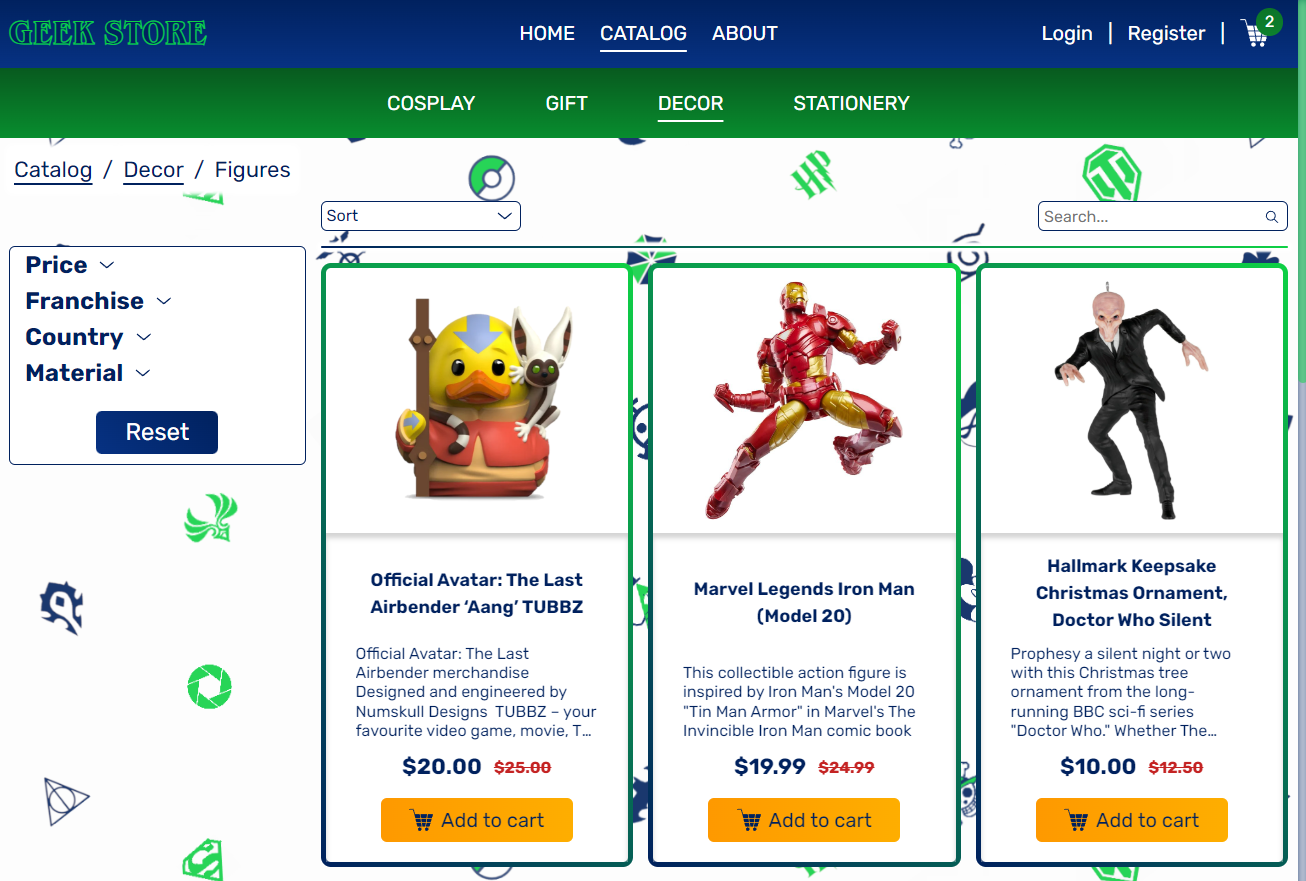 GEEK STORE
HOME CATALOG ABOUT
Login | Register | 2
COSPLAY GIFT DECOR STATIONERY
Catalog / Decor / Figures
Sort
Search...
Price
Franchise
Country
Material
Reset
Official Avatar: The Last
Airbender ‘Aang’ TUBBZ
Official Avatar: The Last
Airbender merchandise
Designed and engineered by
Numskull Designs  TUBBZ – your
favourite video game, movie, T...
$20.00 $25.00
Add to cart
Marvel Legends Iron Man
(Model 20)
This collectible action figure is
inspired by Iron Man's Model 20
"Tin Man Armor" in Marvel's The
Invincible Iron Man comic book
$19.99 $24.99
Add to cart
Hallmark Keepsake
Christmas Ornament,
Doctor Who Silent
Prophesy a silent night or two
with this Christmas tree
ornament from the long-
running BBC sci-fi series
"Doctor Who." Whether The...
$10.00 $12.50
Add to cart